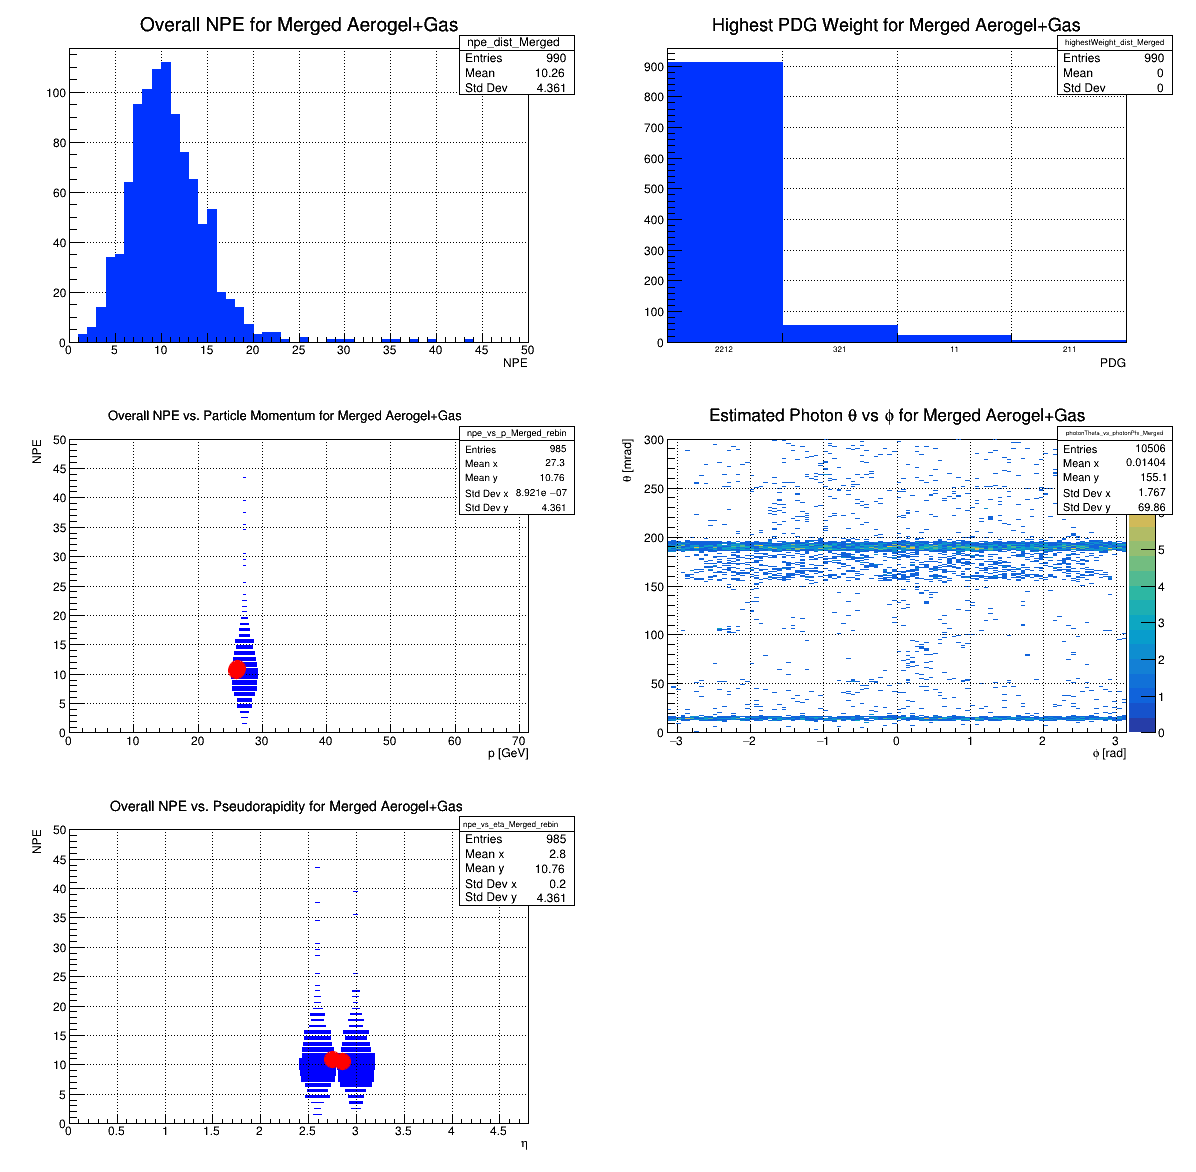 Overall NPE for Merged Aerogel+Gas
npe_dist_Merged
Entries 990
Mean 10.26
Std Dev 4.361
100
80
60
40
20
0
0 5 10 15 20 25 30 35 40 45 50
NPE
Highest PDG Weight for Merged Aerogel+Gas
highestWeight_dist_Merged
Entries 990
Mean 0
Std Dev 0
900
800
700
600
500
400
300
200
100
0
2212 321 11 211
PDG
Overall NPE vs. Particle Momentum for Merged Aerogel+Gas
npe_vs_p_Merged_rebin
Entries 985
Mean x 27.3
Mean y 10.76
Std Dev x 8.921e −07
Std Dev y 4.361
NPE
50
45
40
35
30
25
20
15
10
5
0
0 10 20 30 40 50 60 70
p [GeV]
Estimated Photon θ vs ϕ for Merged Aerogel+Gas
photonTheta_vs_photonPhi_Merged
Entries 10506
Mean x 0.01404
Mean y 155.1
Std Dev x 1.767
Std Dev y 69.86
θ [mrad]
300
250
200
150
100
50
0
−3 −2 −1 0 1 2 3
ϕ [rad]
5
4
3
2
1
0
Overall NPE vs. Pseudorapidity for Merged Aerogel+Gas
npe_vs_eta_Merged_rebin
Entries 985
Mean x 2.8
Mean y 10.76
Std Dev x 0.2
Std Dev y 4.361
NPE
50
45
40
35
30
25
20
15
10
5
0
0 0.5 1 1.5 2 2.5 3 3.5 4 4.5
η